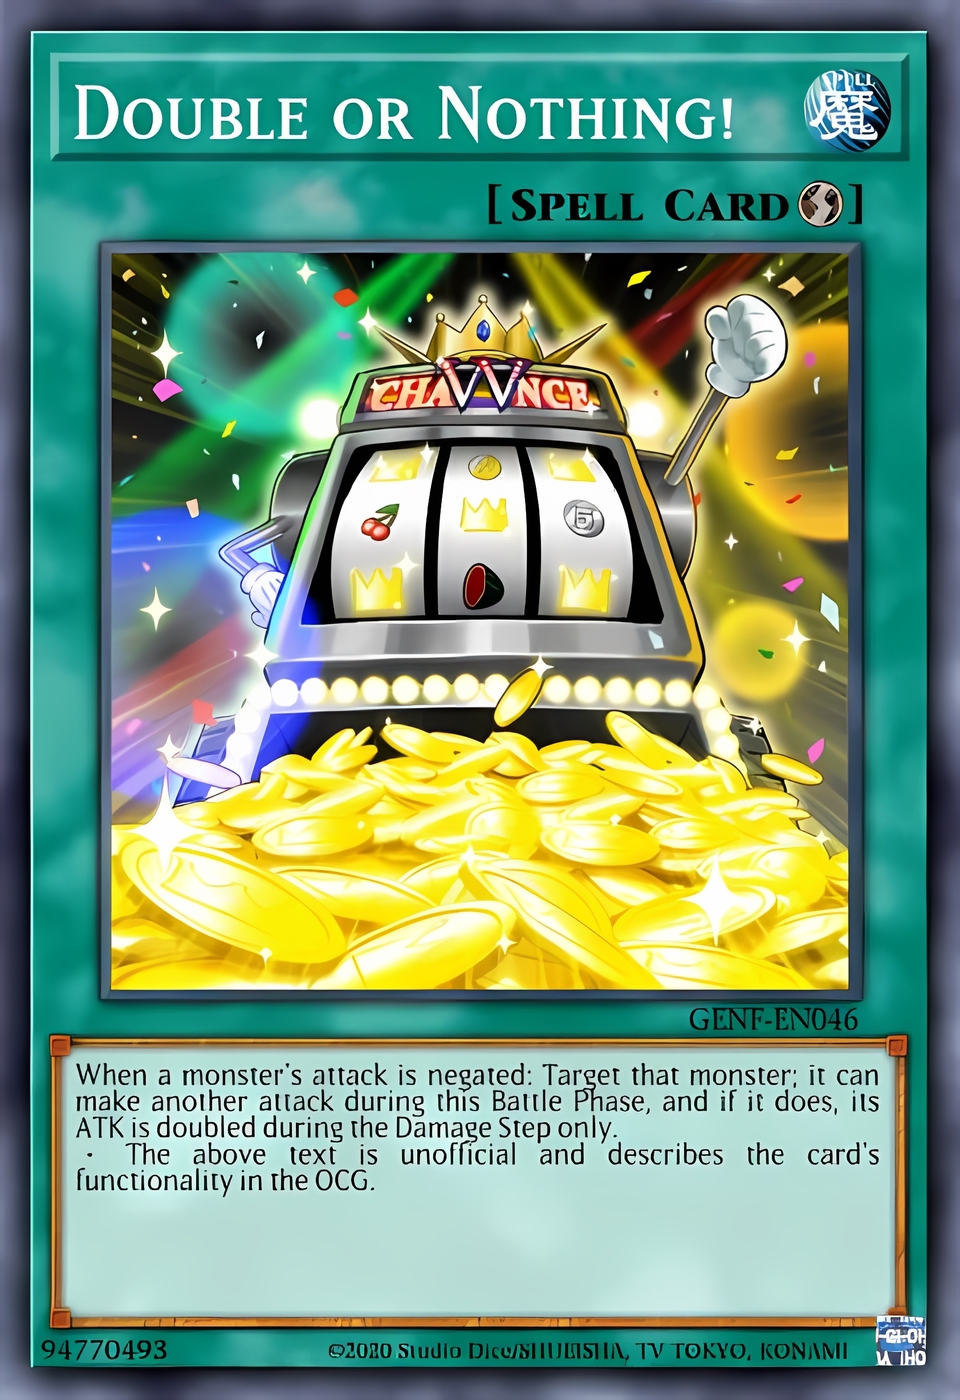 DOUBLE OR NOTHING!
魔
[SPELL CARD]
CHA W NCE
5
GENF-EN046
When a monster's attack is negated: Target that monster; it can
make another attack during this Battle Phase, and if it does, its
ATK is doubled during the Damage Step only.
· The above text is unofficial and describes the card's
functionality in the OCG.
94770493
©2020 Studio Dice/SHUEISHA, TV TOKYO, KONAMI